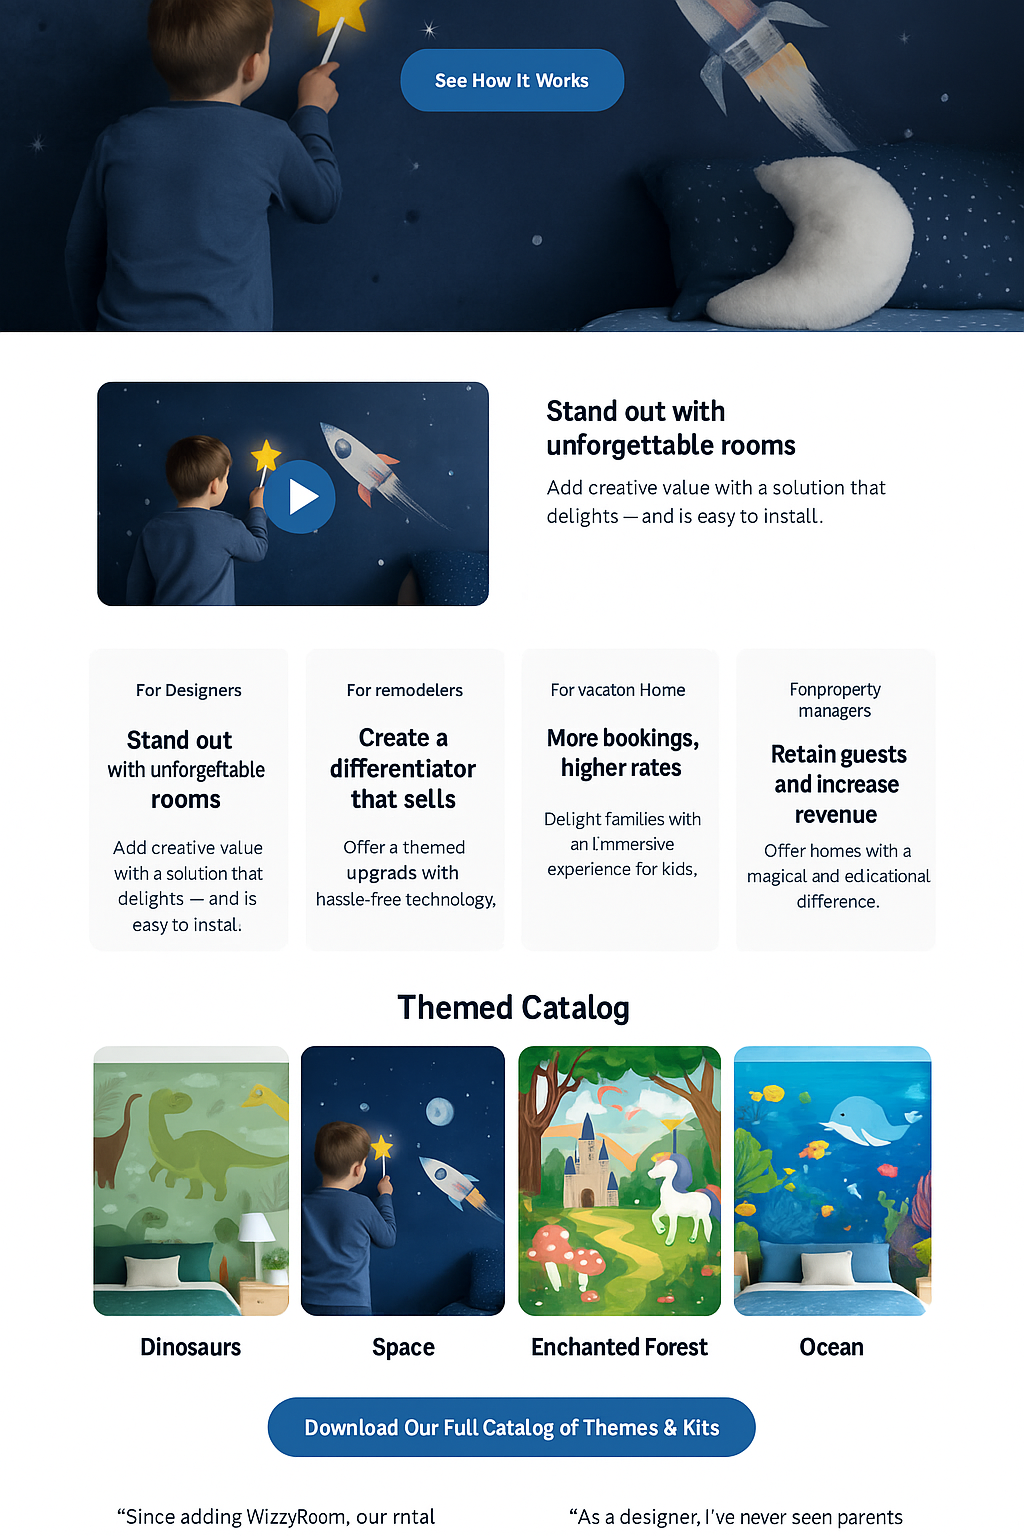 See How It Works
Stand out with
unforgettable rooms
Add creative value with a solution that
delights — and is easy to install.
For Designers
Stand out
with unforgettable
rooms
Add creative value
with a solution that
delights — and is
easy to instal.
For remodelers
Create a
differentiator
that sells
Offer a themed
upgrads with
hassle-free technology,
For vacaton Home
More bookings,
higher rates
Delight families with
an Immersive
experience for kids,
Fonproperty
managers
Retain guests
and increase
revenue
Offer homes with a
magical and edicational
difference.
Themed Catalog
Dinosaurs
Space
Enchanted Forest
Ocean
Download Our Full Catalog of Themes & Kits
“Since adding WizzyRoom, our rntal
“As a designer, I’ve never seen parents